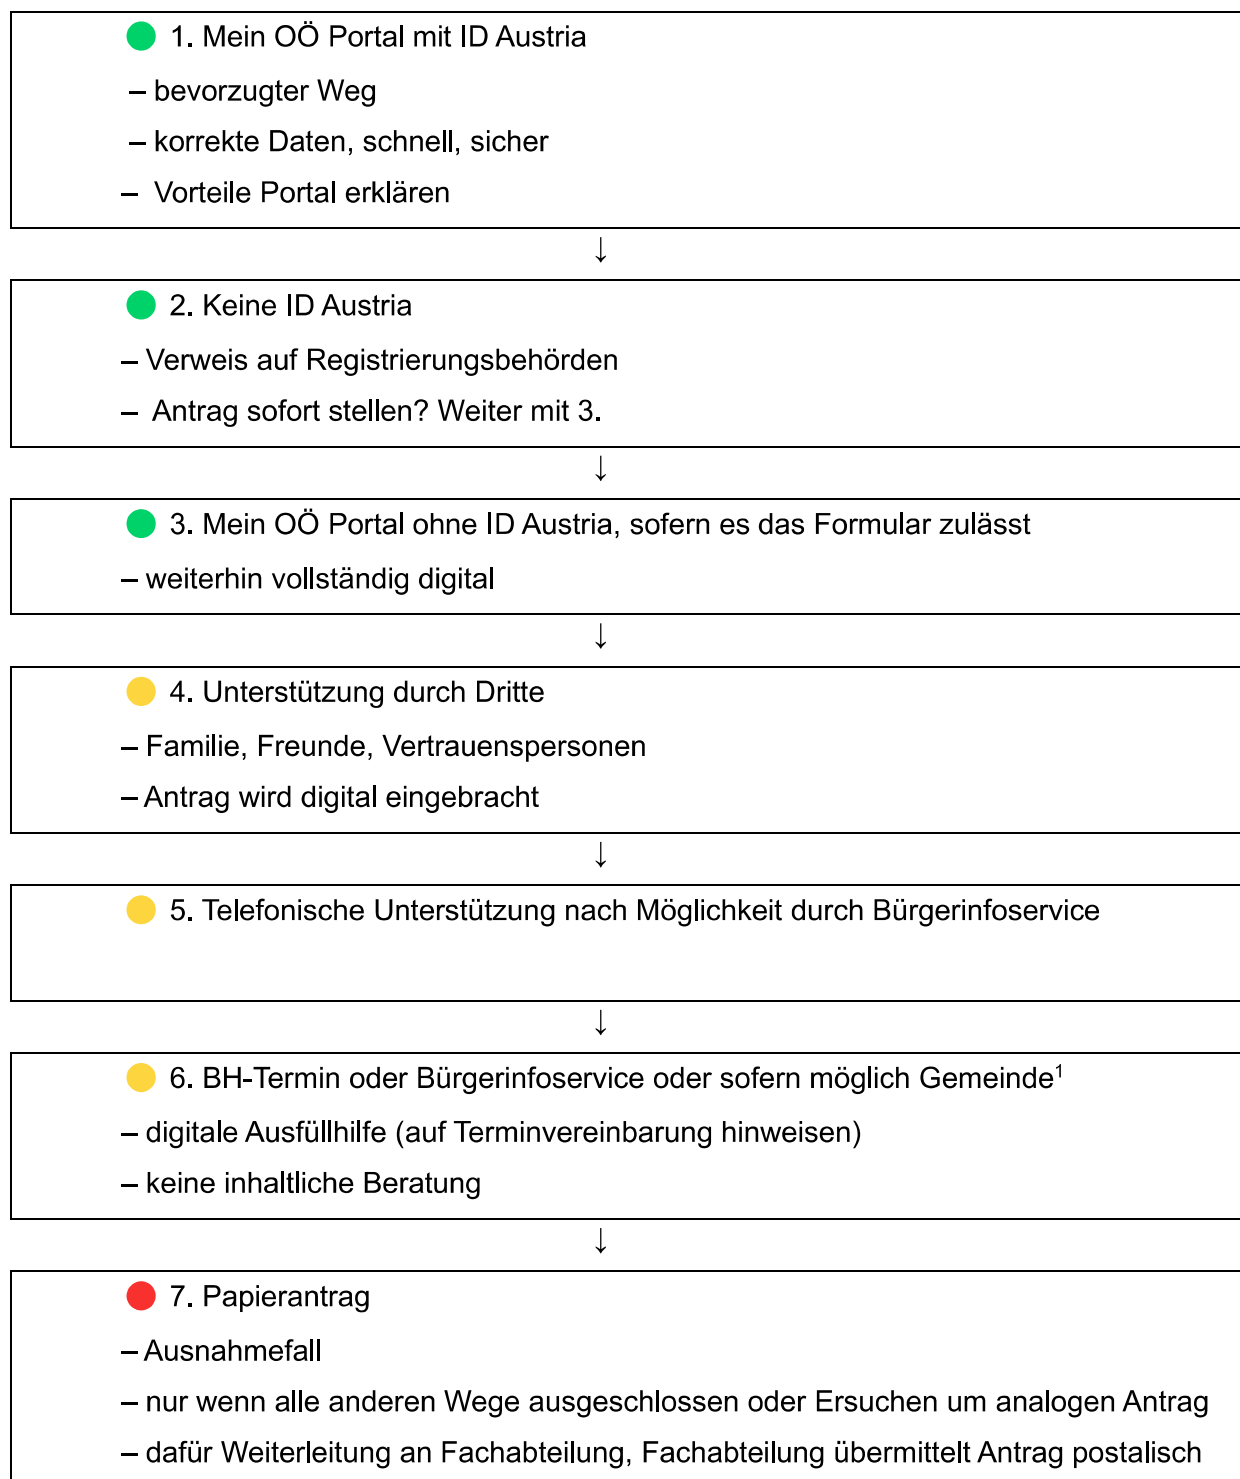 1. Mein OÖ Portal mit ID Austria
– bevorzugter Weg
– korrekte Daten, schnell, sicher
– Vorteile Portal erklären
↓
2. Keine ID Austria
– Verweis auf Registrierungsbehörden
– Antrag sofort stellen? Weiter mit 3.
↓
3. Mein OÖ Portal ohne ID Austria, sofern es das Formular zulässt
– weiterhin vollständig digital
↓
4. Unterstützung durch Dritte
– Familie, Freunde, Vertrauenspersonen
– Antrag wird digital eingebracht
↓
5. Telefonische Unterstützung nach Möglichkeit durch Bürgerinfoservice
↓
6. BH-Termin oder Bürgerinfoservice oder sofern möglich Gemeinde¹
– digitale Ausfüllhilfe (auf Terminvereinbarung hinweisen)
– keine inhaltliche Beratung
↓
7. Papierantrag
– Ausnahmefall
– nur wenn alle anderen Wege ausgeschlossen oder Ersuchen um analogen Antrag
– dafür Weiterleitung an Fachabteilung, Fachabteilung übermittelt Antrag postalisch